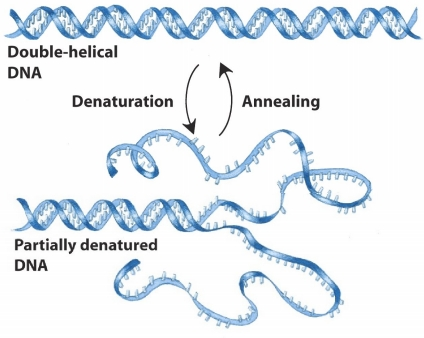 Double-helical
DNA
Denaturation
Annealing
Partially denatured
DNA